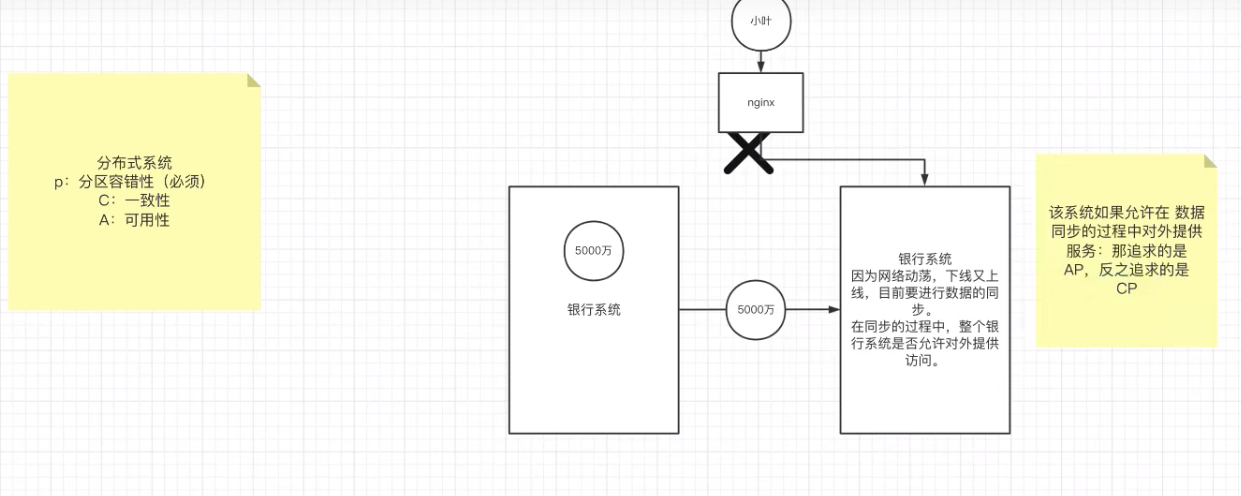 小叶
nginx
分布式系统
p：分区容错性（必须）
C：一致性
A：可用性
5000万
银行系统
5000万
银行系统
因为网络动荡，下线又上
线，目前要进行数据的同
步。
在同步的过程中，整个银
行系统是否允许对外提供
访问。
该系统如果允许在 数据
同步的过程中对外提供
服务：那追求的是
AP，反之追求的是
CP